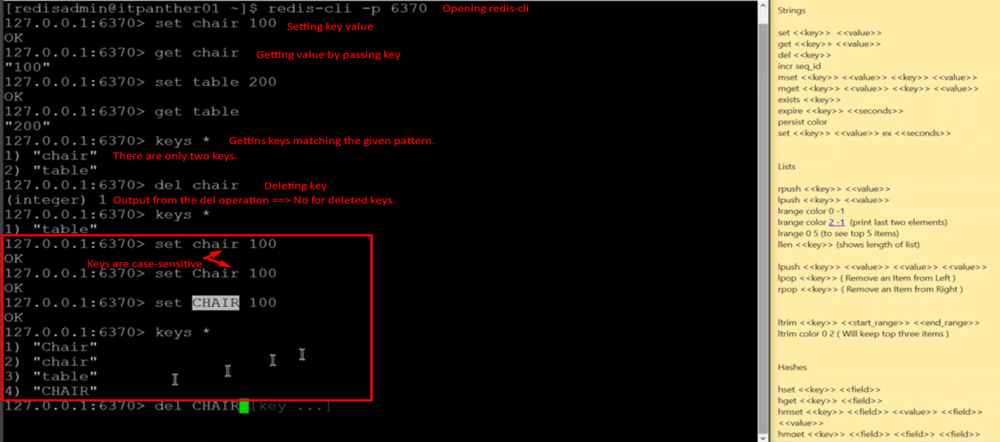 [redisadmin@itpanther01 ~]$ redis-cli -p 6370 Opening redis-cli
127.0.0.1:6370> set chair 100 Setting key value
OK
127.0.0.1:6370> get chair Getting value by passing key
"100"
127.0.0.1:6370> set table 200
OK
127.0.0.1:6370> get table
"200"
127.0.0.1:6370> keys * Gettins keys matching the given pattern.
1) "chair" There are only two keys.
2) "table"
127.0.0.1:6370> del chair Deleting key
(integer) 1 Output from the del operation ==> No for deleted keys.
127.0.0.1:6370> keys *
1) "table"
127.0.0.1:6370> set chair 100
OK
Keys are case-sensitive
127.0.0.1:6370> set Chair 100
OK
127.0.0.1:6370> set CHAIR 100
OK
127.0.0.1:6370> keys *
1) "Chair"
2) "chair"
3) "table"
4) "CHAIR"
127.0.0.1:6370> del CHAIR [key ...]
Strings
set <<key>> <<value>>
get <<key>> <<value>>
del <<key>>
incr seq_id
mset <<key>> <<value>> <<key>> <<value>>
mget <<key>> <<value>> <<key>> <<value>>
exists <<key>>
expire <<key>> <<seconds>>
persist color
set <<key>> <<value>> ex <<seconds>>
Lists
rpush <<key>> <<value>>
lpush <<key>> <<value>>
lrange color 0 -1
lrange color 2 -1 (print last two elements)
lrange 0 5 (to see top 5 items)
llen <<key>> (shows length of list)
lpush <<key>> <<value>> <<value>> <<value>>
lpop <<key>> ( Remove an Item from Left )
rpop <<key>> ( Remove an Item from Right )
ltrim <<key>> <<start_range>> <<end_range>>
ltrim color 0 2 ( Will keep top three items )
Hashes
hset <<key>> <<field>>
hget <<key>> <<field>>
hmset <<key>> <<field>> <<value>> <<field>>
<<value>>
hmget <<key>> <<field>> <<field>> <<field>>